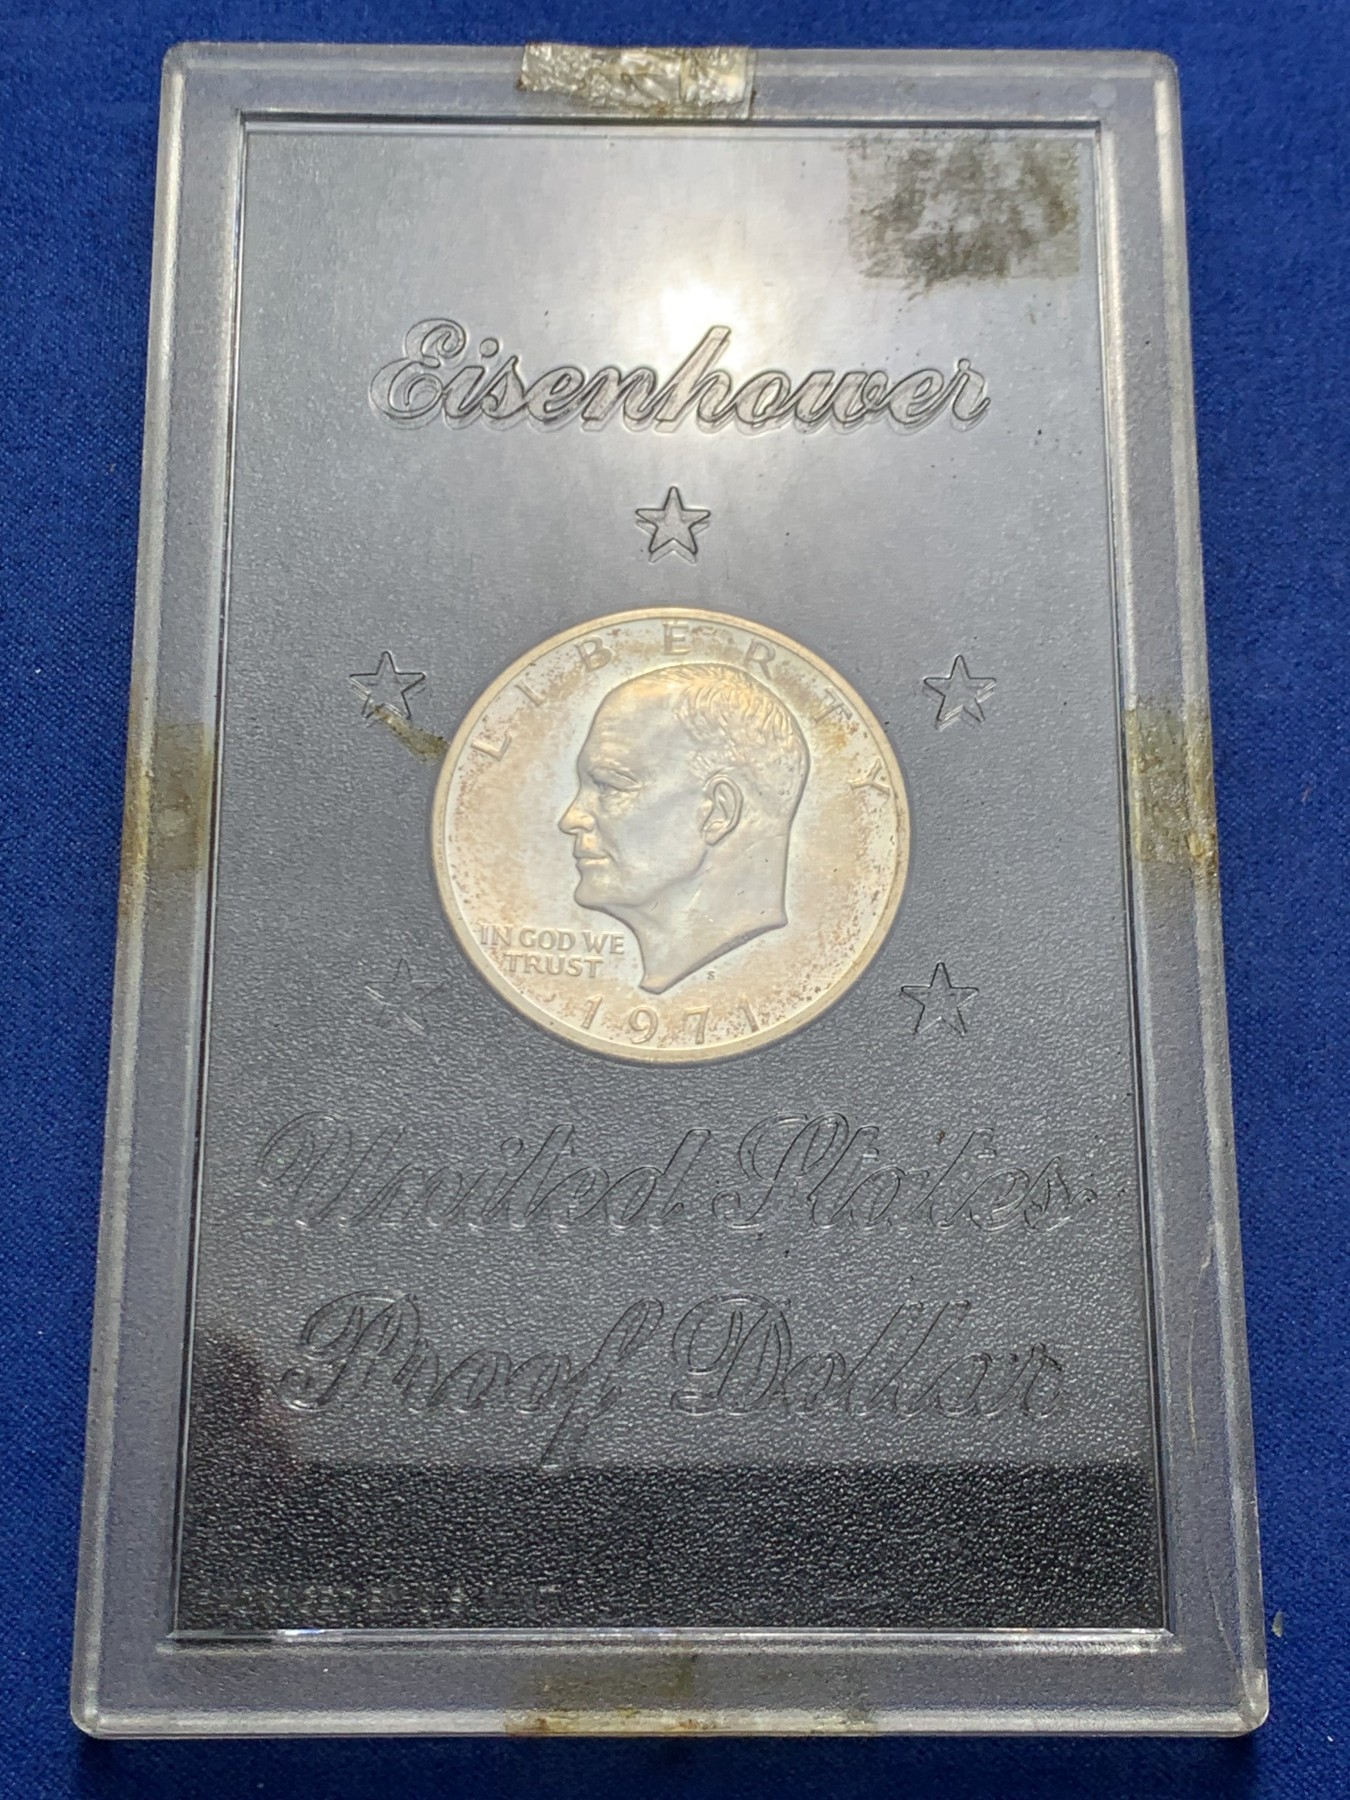 Eisenhower
LIBERTY
IN GOD WE
TRUST
S
1971
United States
Proof Dollar